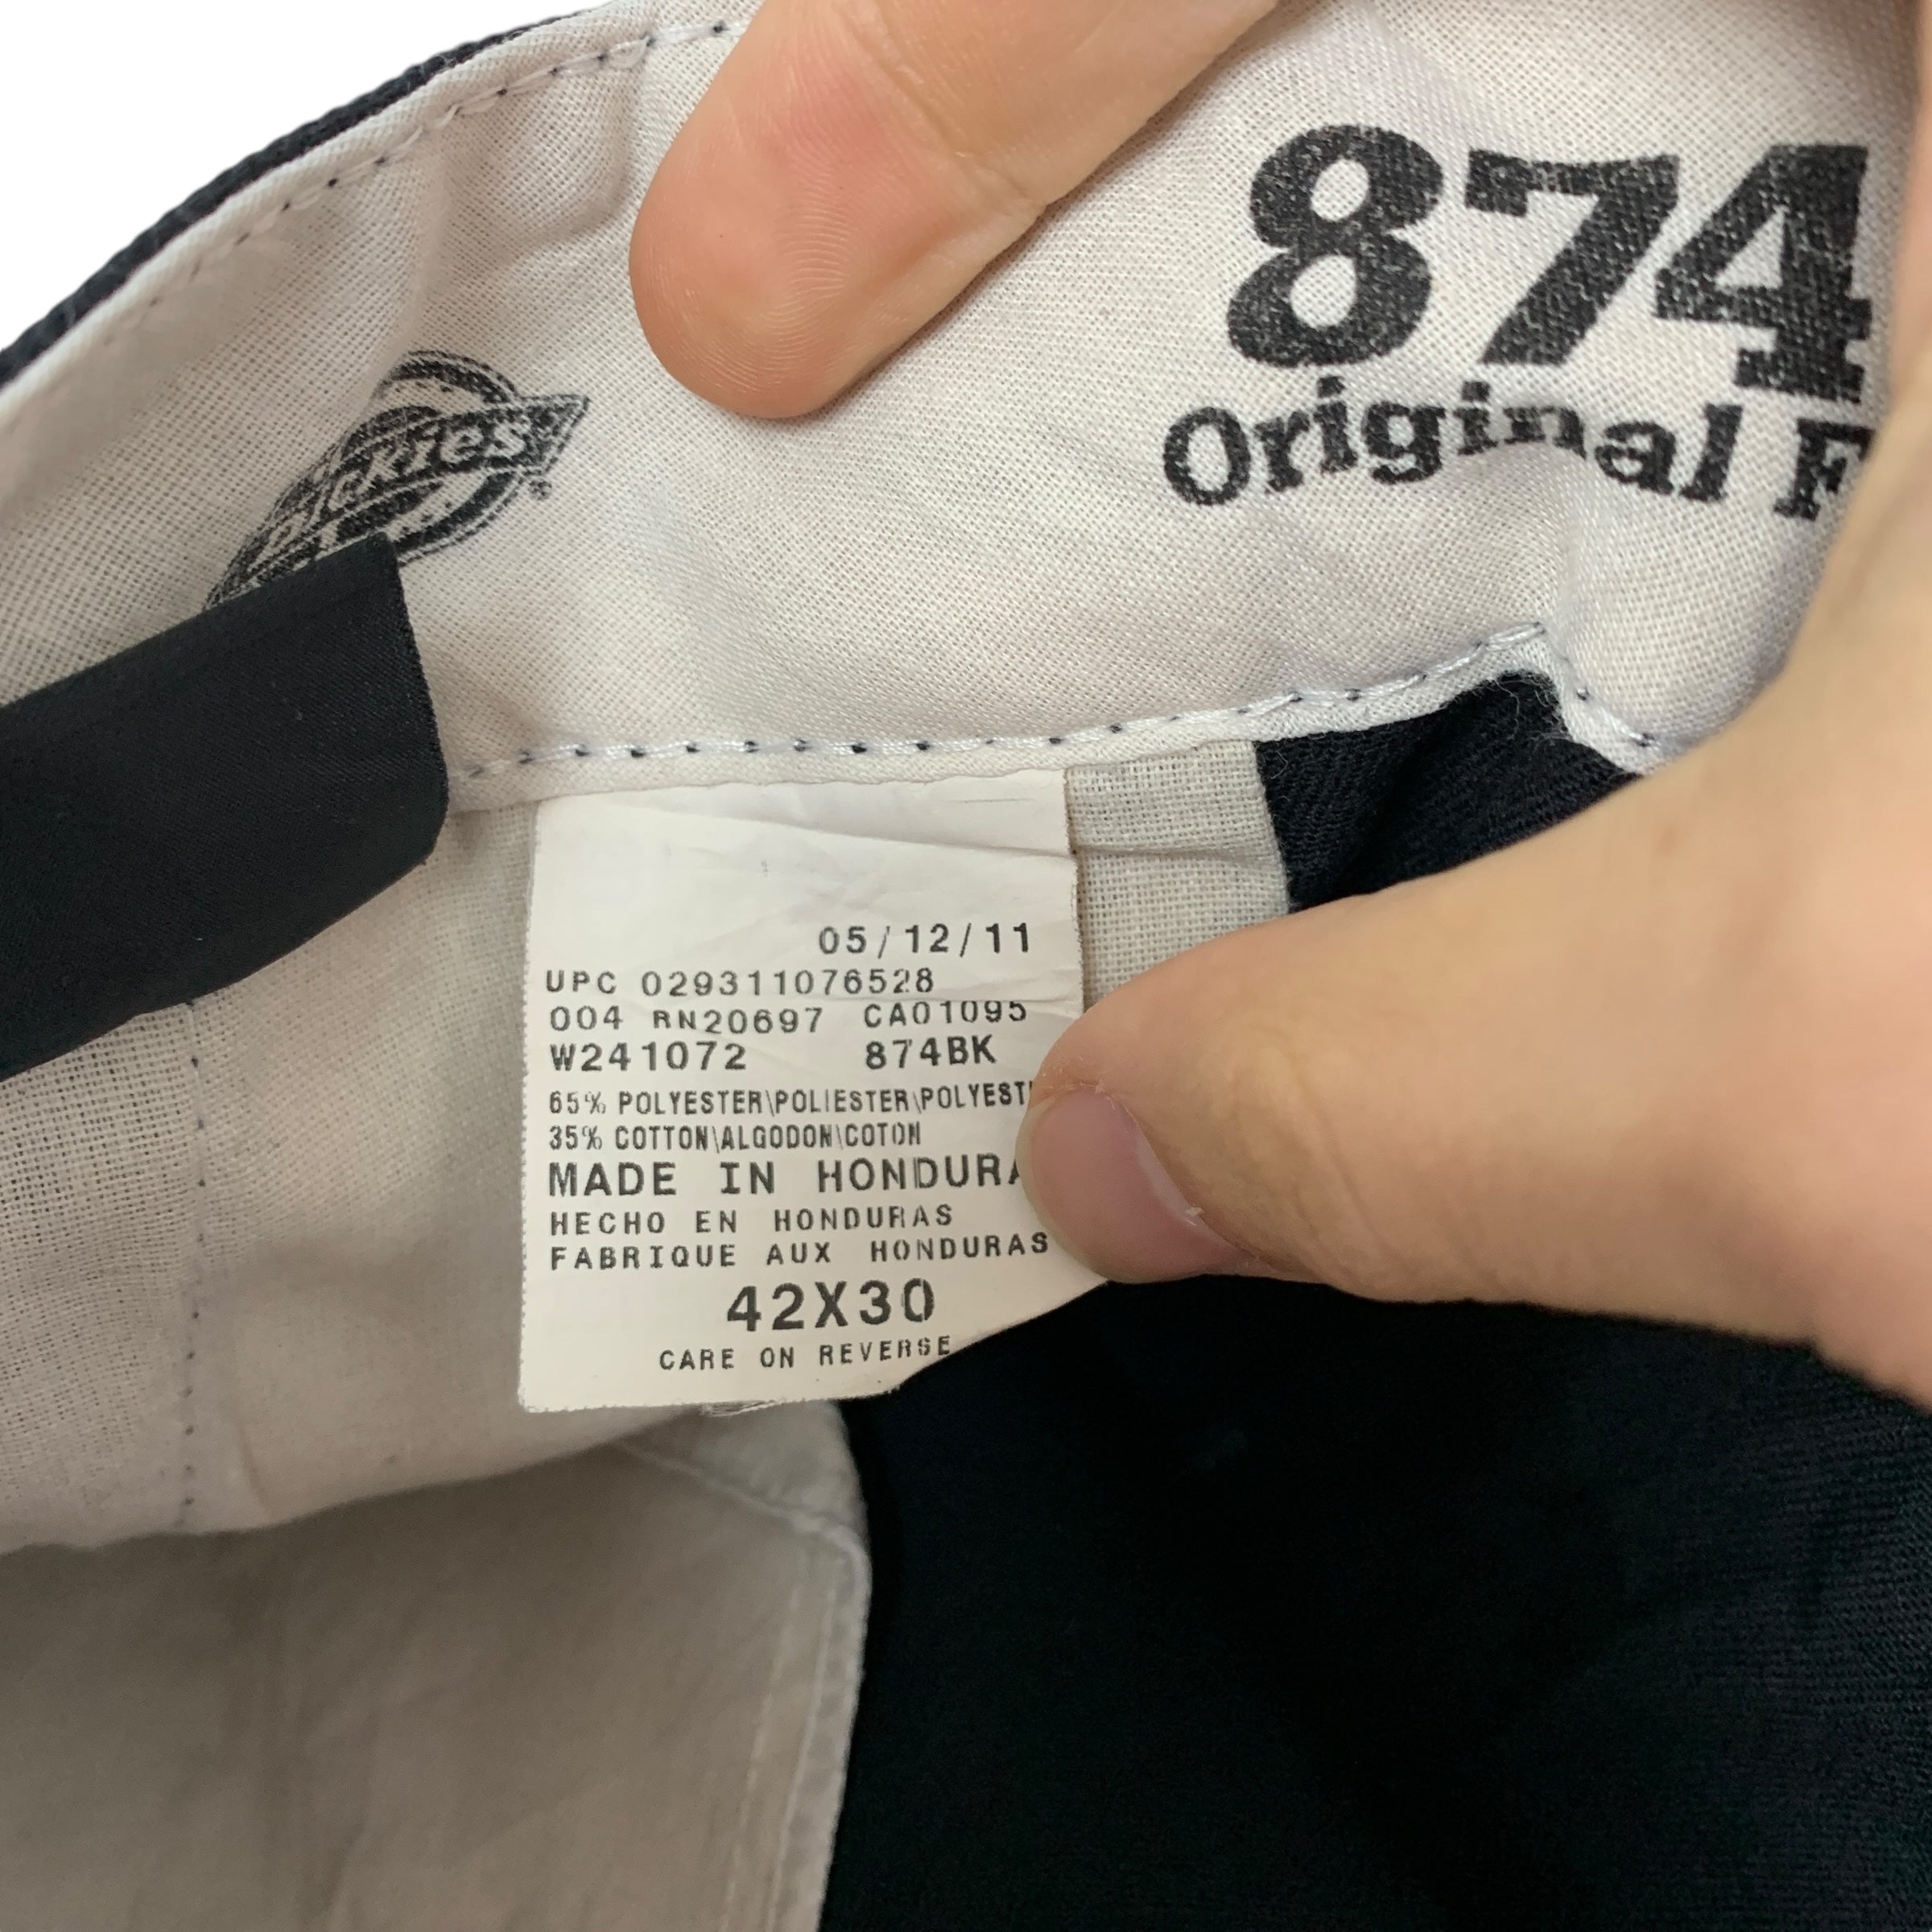 874
Original F
Dickies
05/12/11
UPC 029311076528
004 RN20697 CA01095
W241072 874BK
65% POLYESTER\POLIESTER\POLYEST
35% COTTON\ALGODON\COTON
MADE IN HONDURA
HECHO EN HONDURAS
FABRIQUE AUX HONDURAS
42X30
CARE ON REVERSE